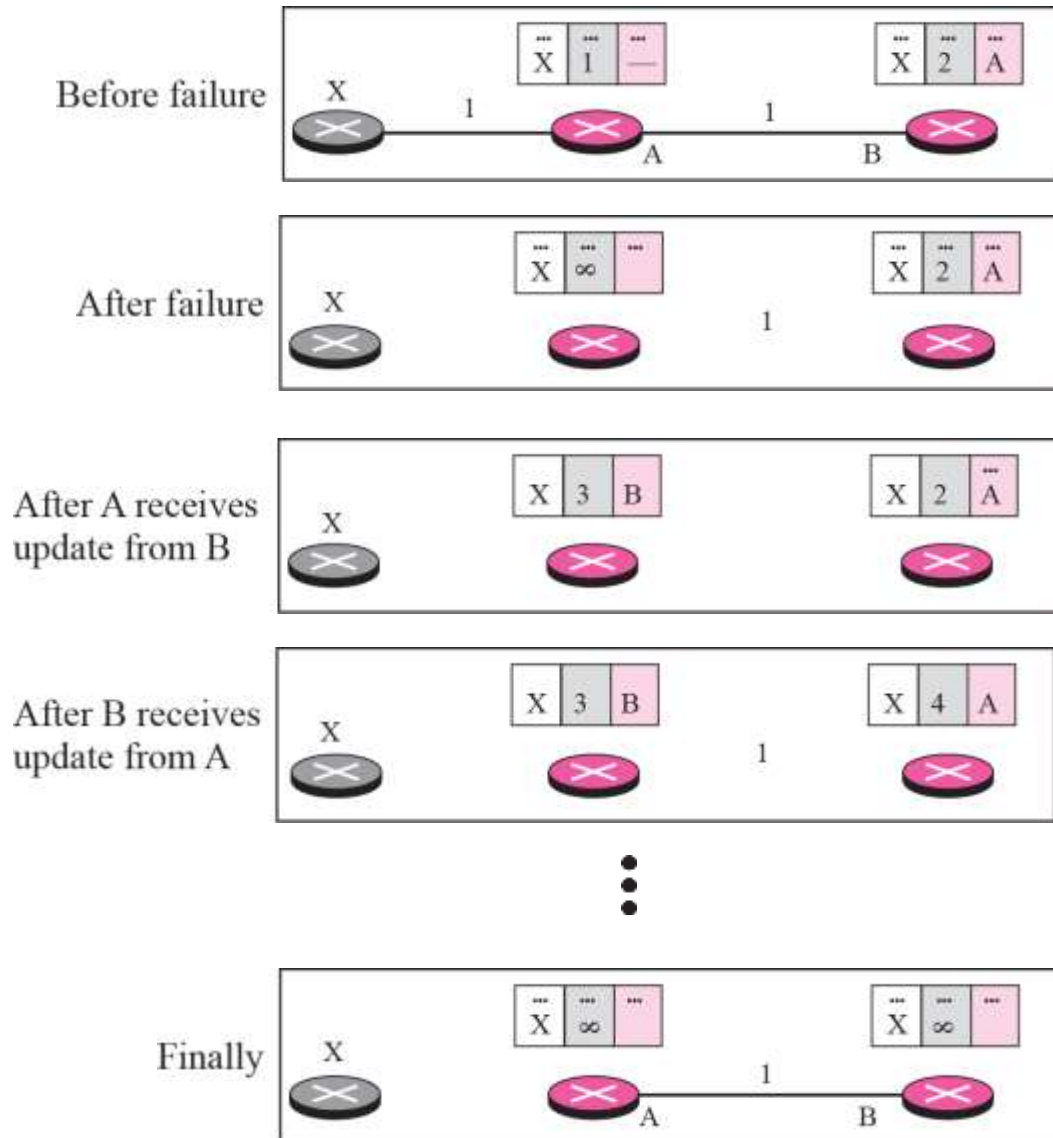 ... ... ...
X 1 —
... ... ...
X 2 A
Before failure
X
1
1
A
B
... ... ...
X ∞
... ... ...
X 2 A
After failure
X
1
X 3 B
...
X 2 A
After A receives
update from B
X
X 3 B
X 4 A
After B receives
update from A
X
1
... ... ...
X ∞
... ... ...
X ∞
Finally
X
1
A
B